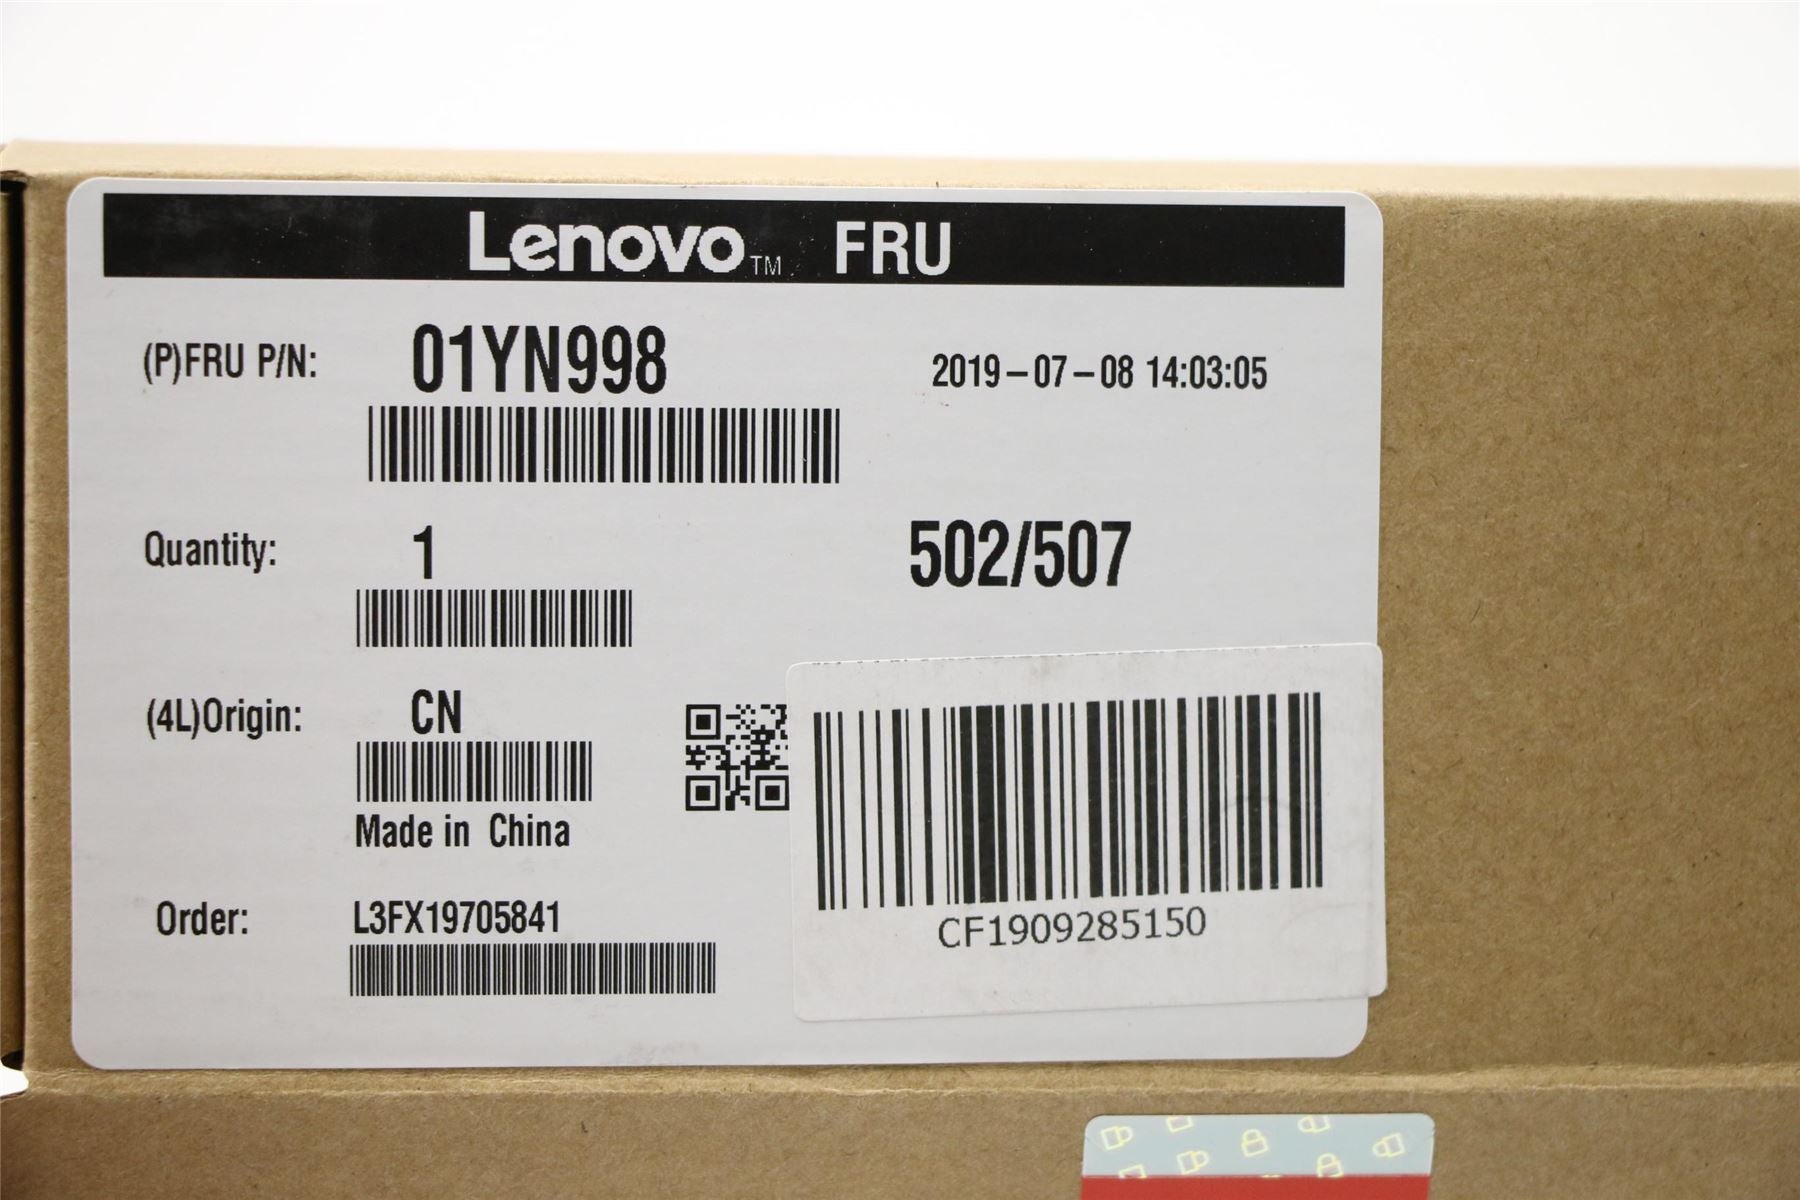 Lenovo™ FRU
(P)FRU P/N: 01YN998 2019-07-08 14:03:05
Quantity: 1 502/507
(4L)Origin: CN
Made in China
Order: L3FX19705841
CF1909285150